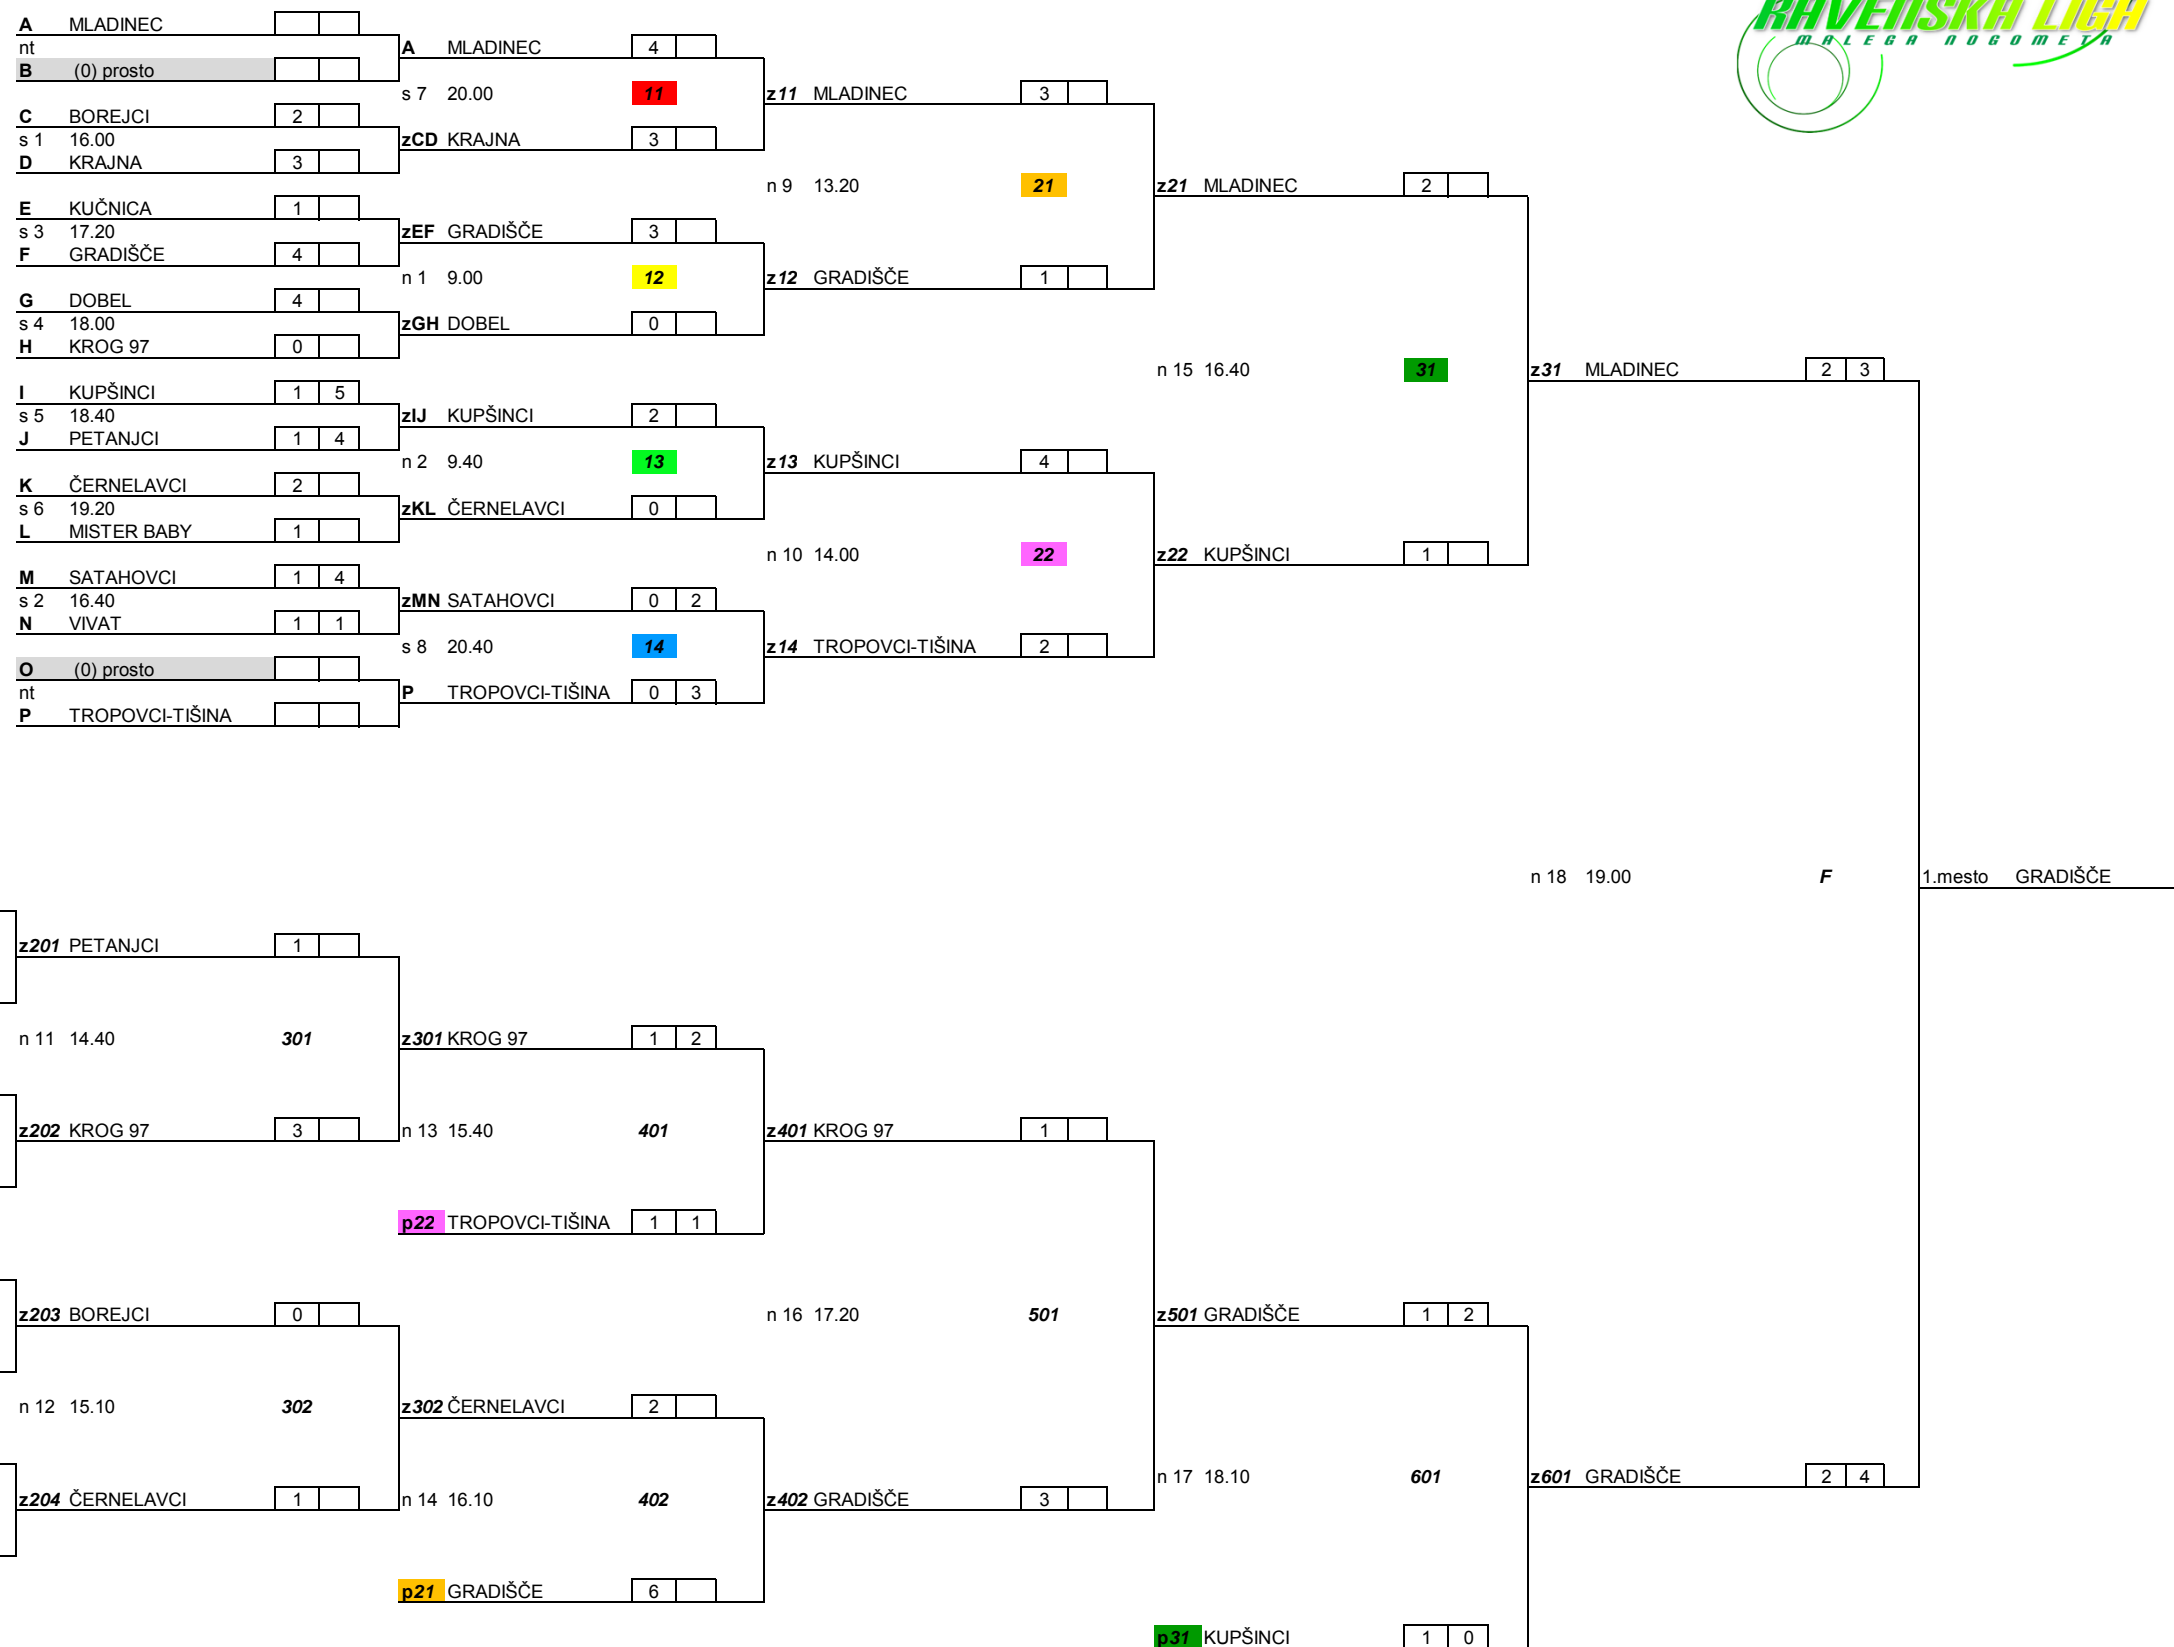 RAVENSKA LIGA
MALEGA NOGOMETA
A MLADINEC
nt
B (0) prosto
C BOREJCI 2
s 1 16.00
D KRAJNA 3
E KUČNICA 1
s 3 17.20
F GRADIŠČE 4
G DOBEL 4
s 4 18.00
H KROG 97 0
I KUPŠINCI 1 5
s 5 18.40
J PETANJCI 1 4
K ČERNELAVCI 2
s 6 19.20
L MISTER BABY 1
M SATAHOVCI 1 4
s 2 16.40
N VIVAT 1 1
O (0) prosto
nt
P TROPOVCI-TIŠINA
A MLADINEC 4
s 7 20.00 11
zCD KRAJNA 3
zEF GRADIŠČE 3
n 1 9.00 12
zGH DOBEL 0
zIJ KUPŠINCI 2
n 2 9.40 13
zKL ČERNELAVCI 0
zMN SATAHOVCI 0 2
s 8 20.40 14
P TROPOVCI-TIŠINA 0 3
z11 MLADINEC 3
n 9 13.20 21
z12 GRADIŠČE 1
z13 KUPŠINCI 4
n 10 14.00 22
z14 TROPOVCI-TIŠINA 2
z21 MLADINEC 2
n 15 16.40 31
z22 KUPŠINCI 1
z31 MLADINEC 2 3
n 18 19.00 F
1.mesto GRADIŠČE
z201 PETANJCI 1
n 11 14.40 301
z202 KROG 97 3
z203 BOREJCI 0
n 12 15.10 302
z204 ČERNELAVCI 1
z301 KROG 97 1 2
n 13 15.40 401
p22 TROPOVCI-TIŠINA 1 1
z302 ČERNELAVCI 2
n 14 16.10 402
p21 GRADIŠČE 6
z401 KROG 97 1
n 16 17.20 501
z402 GRADIŠČE 3
z501 GRADIŠČE 1 2
n 17 18.10 601
p31 KUPŠINCI 1 0
z601 GRADIŠČE 2 4